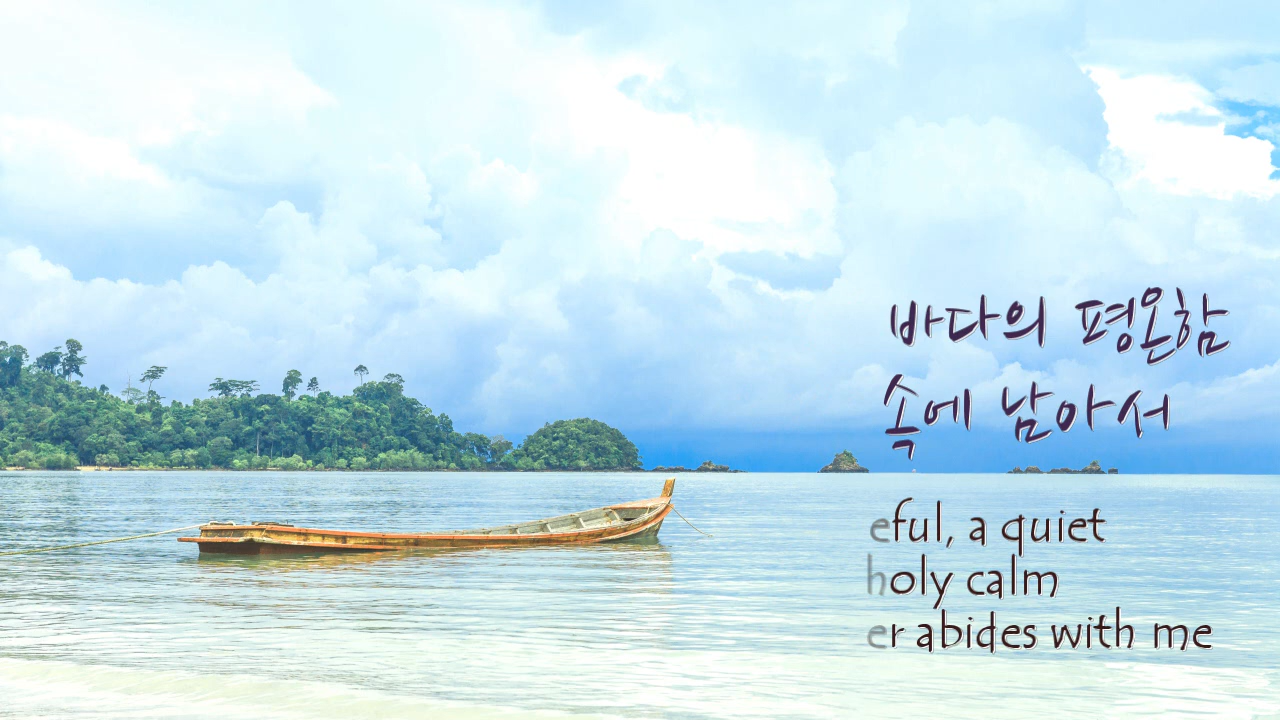 바다의 평온함
속에 남아서
eful, a quiet
holy calm
er abides with me